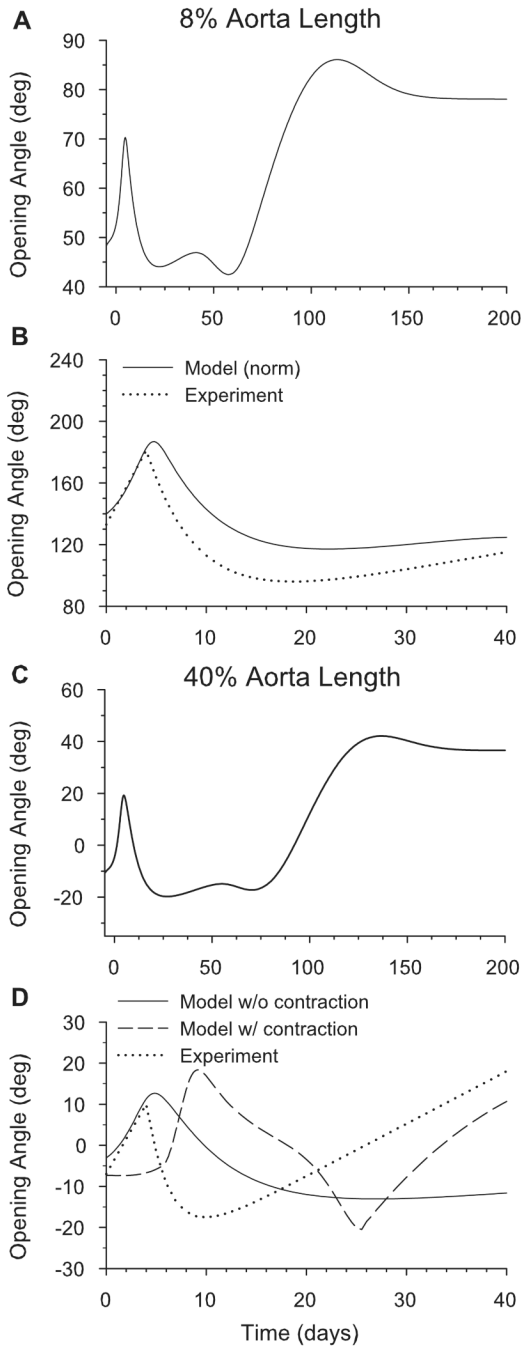 A
8% Aorta Length
Opening Angle (deg)
90
80
70
60
50
40
0
50
100
150
200
B
Opening Angle (deg)
240
200
160
120
80
Model (norm)
Experiment
0
10
20
30
40
C
40% Aorta Length
Opening Angle (deg)
60
40
20
0
-20
0
50
100
150
200
D
Opening Angle (deg)
Model w/o contraction
Model w/ contraction
Experiment
30
20
10
0
-10
-20
-30
0
10
20
30
40
Time (days)